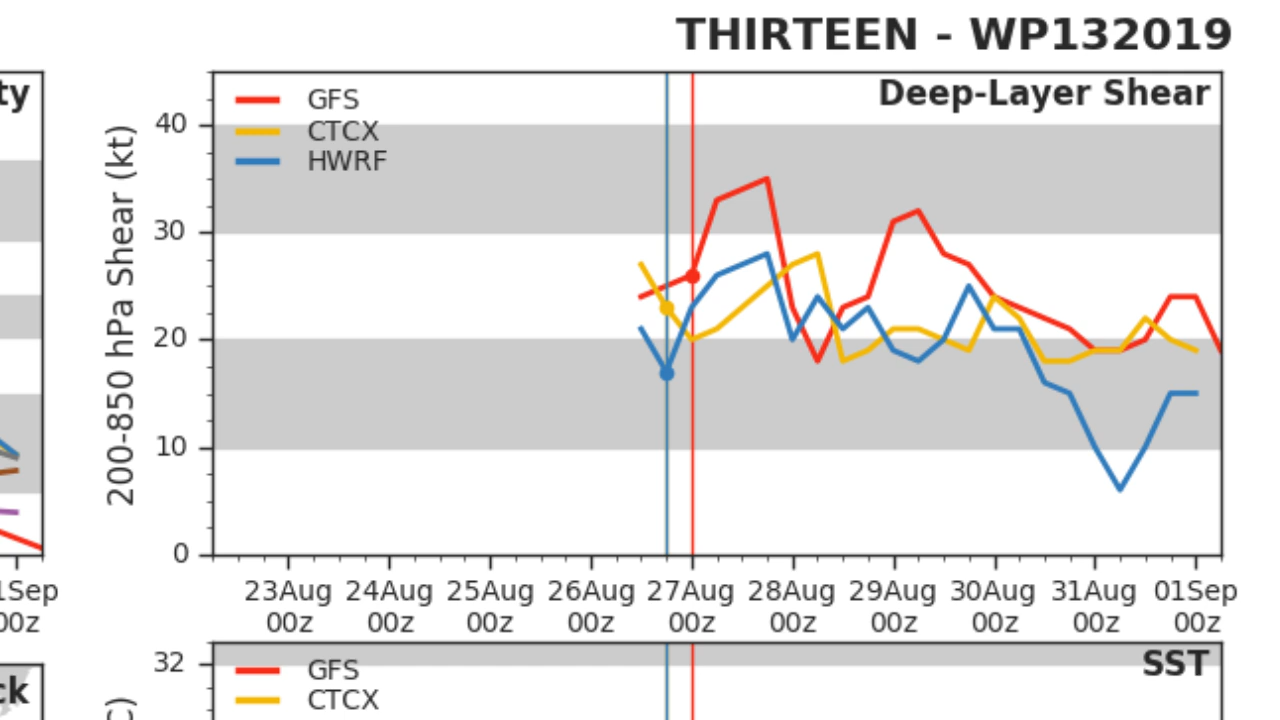 THIRTEEN - WP132019
ty
Deep-Layer Shear
GFS
CTCX
HWRF
200-850 hPa Shear (kt)
40
30
20
10
0
1Sep 23Aug 24Aug 25Aug 26Aug 27Aug 28Aug 29Aug 30Aug 31Aug 01Sep
00z 00z 00z 00z 00z 00z 00z 00z 00z 00z 00z
ck
SST
32
GFS
CTCX
C)